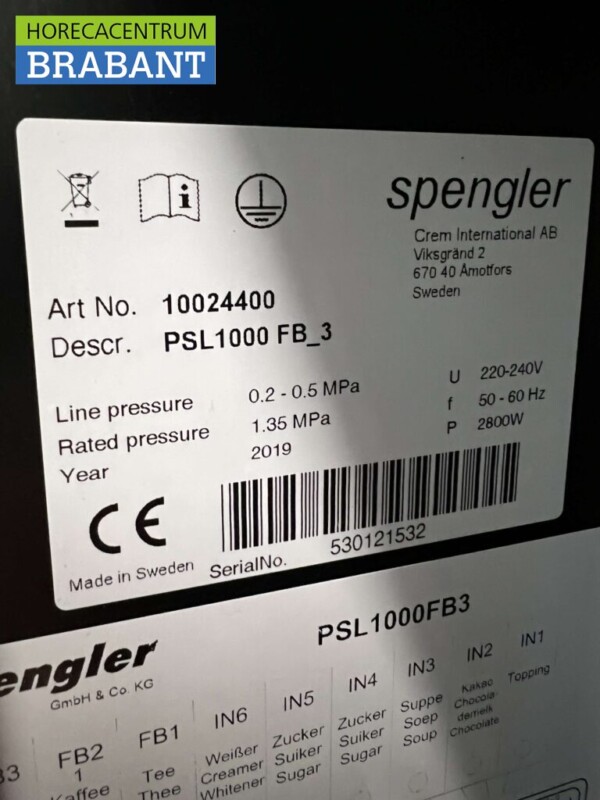 HORECACENTRUM
BRABANT
spengler
Crem International AB
Viksgränd 2
670 40 Åmotfors
Sweden
Art No. 10024400
Descr. PSL1000 FB_3
Line pressure 0.2 - 0.5 MPa
Rated pressure 1.35 MPa
Year 2019
U 220-240V
f 50 - 60 Hz
P 2800W
CE
Made in Sweden
SerialNo. 530121532
engler
GmbH & Co. KG
PSL1000FB3
B3
FB2
1
Kaffee
FB1
Tee
Thee
IN6
Weißer
Creamer
Whitener
IN5
Zucker
Suiker
Sugar
IN4
Zucker
Suiker
Sugar
IN3
Suppe
Soep
Soup
IN2
Kakao
Chocola-
demelk
Chocolate
IN1
Topping